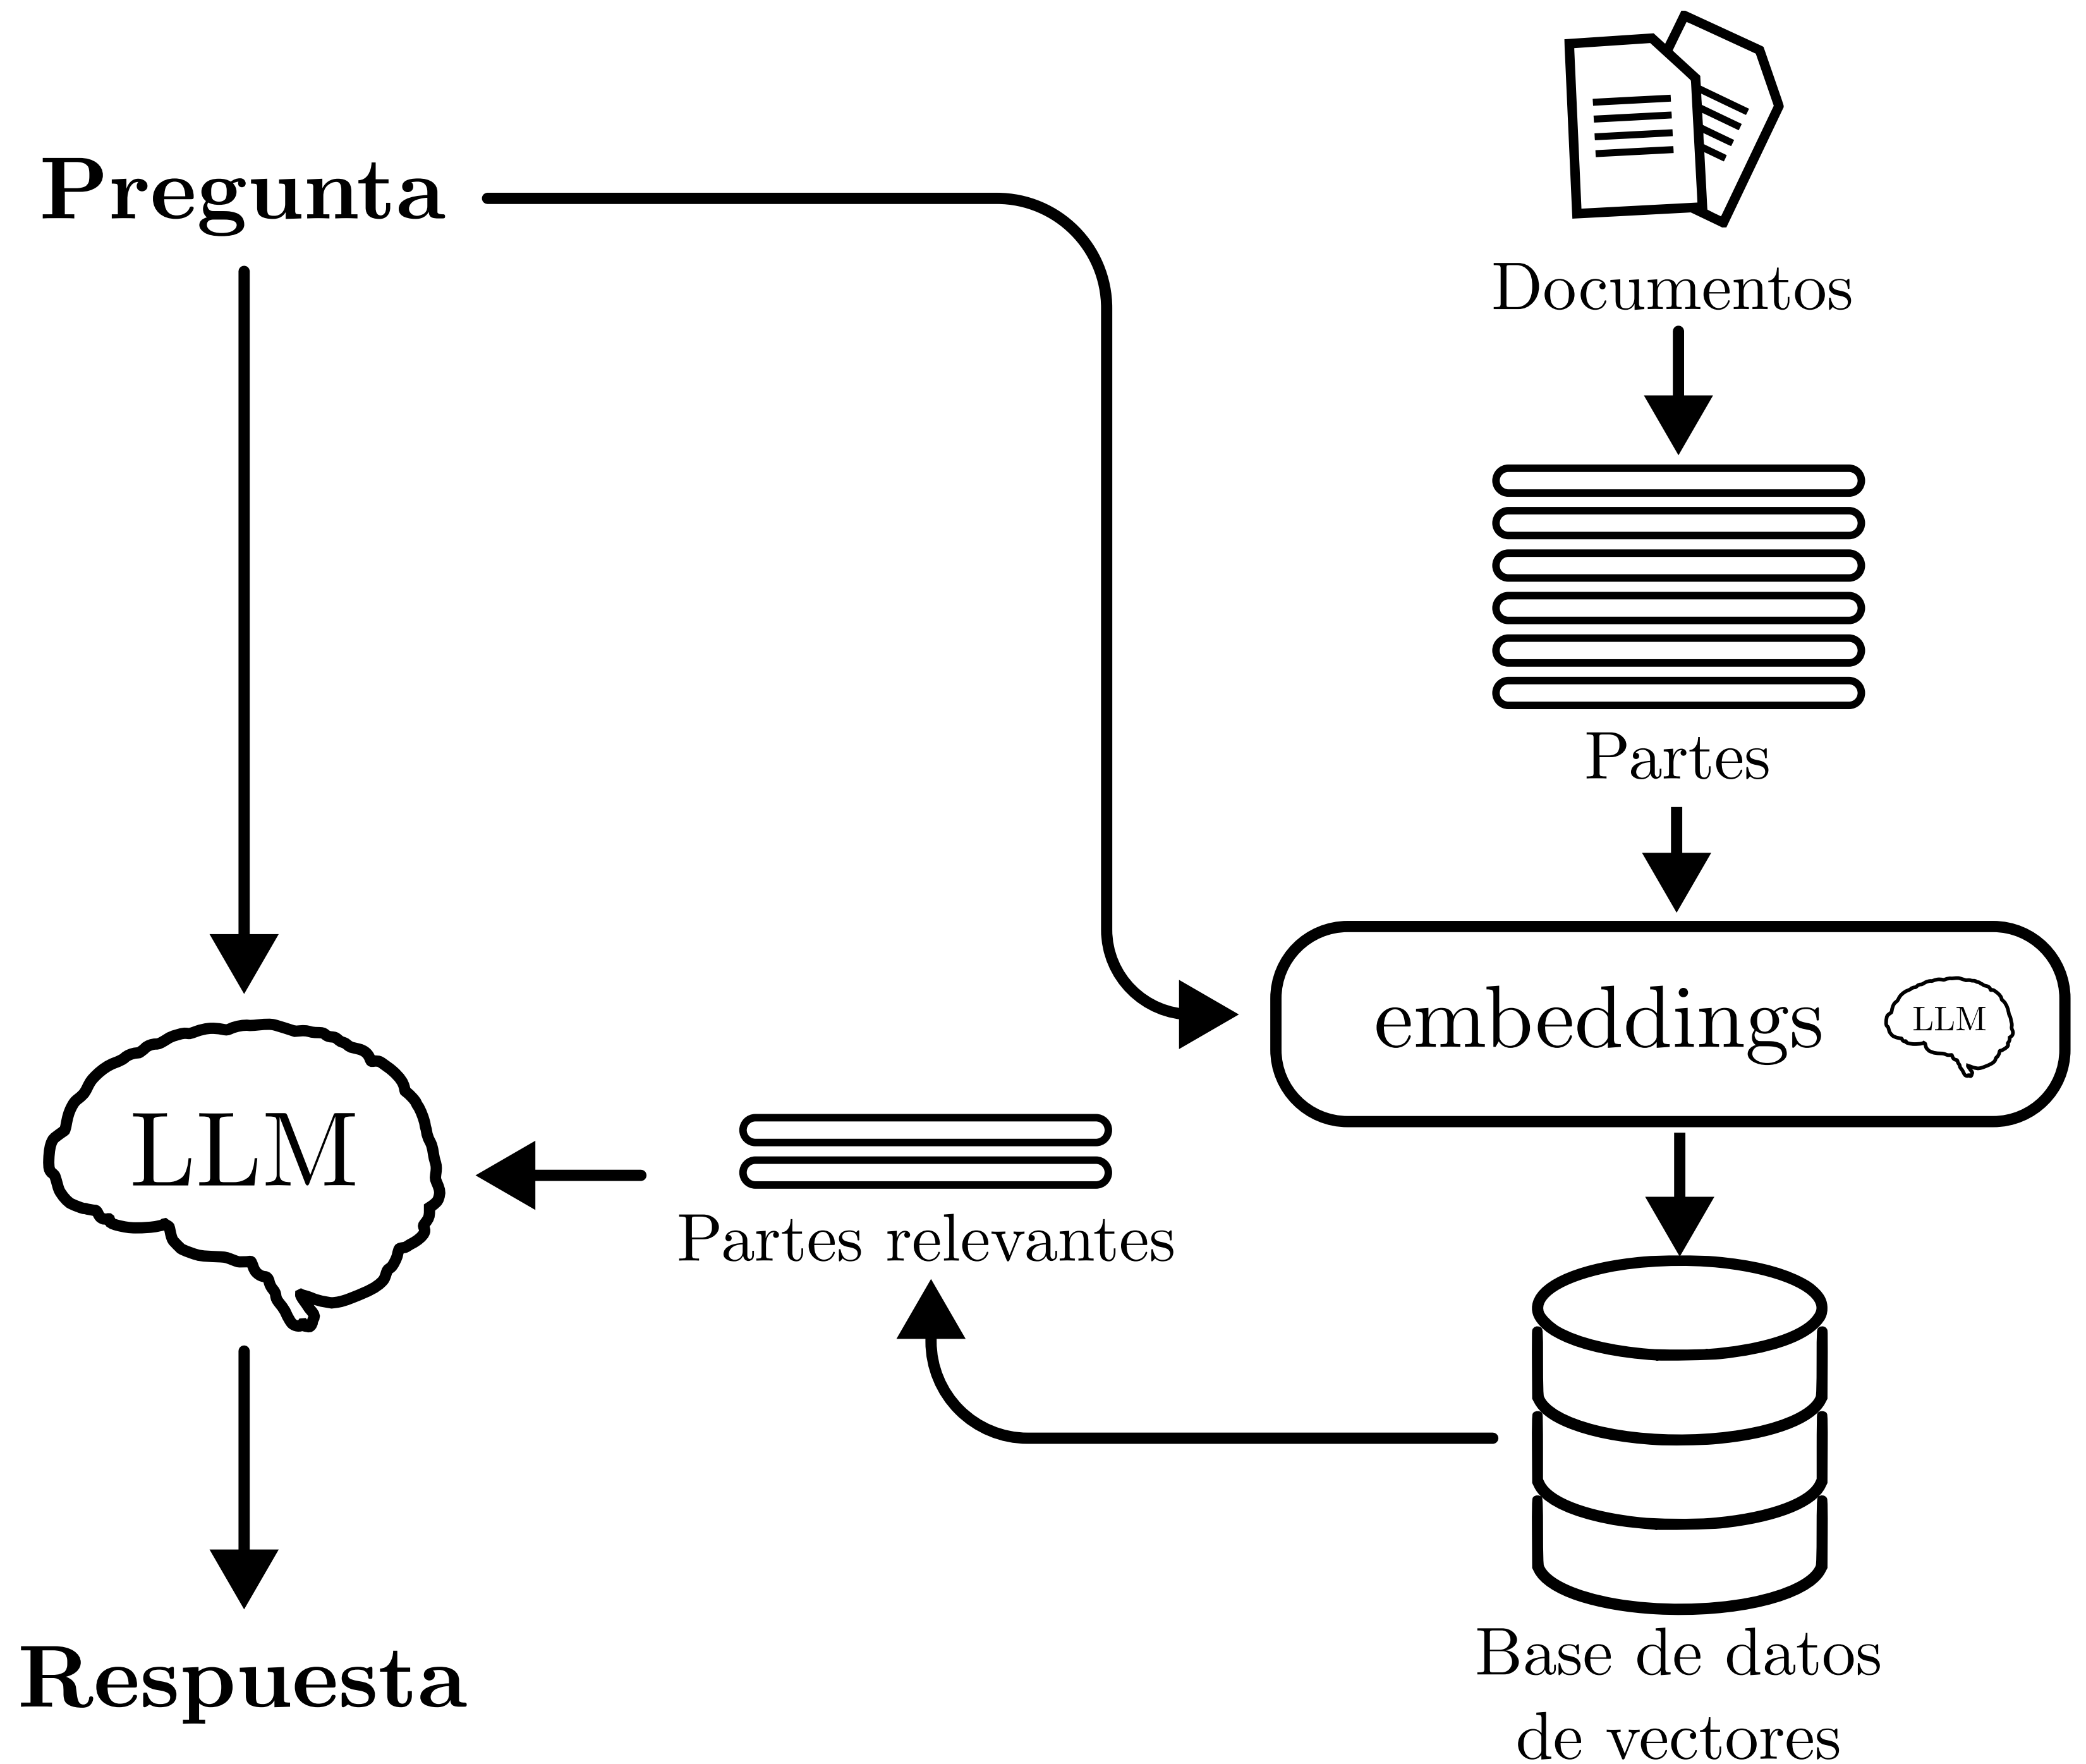 Pregunta
Documentos
Partes
embeddings
LLM
LLM
Partes relevantes
Respuesta
Base de datos
de vectores